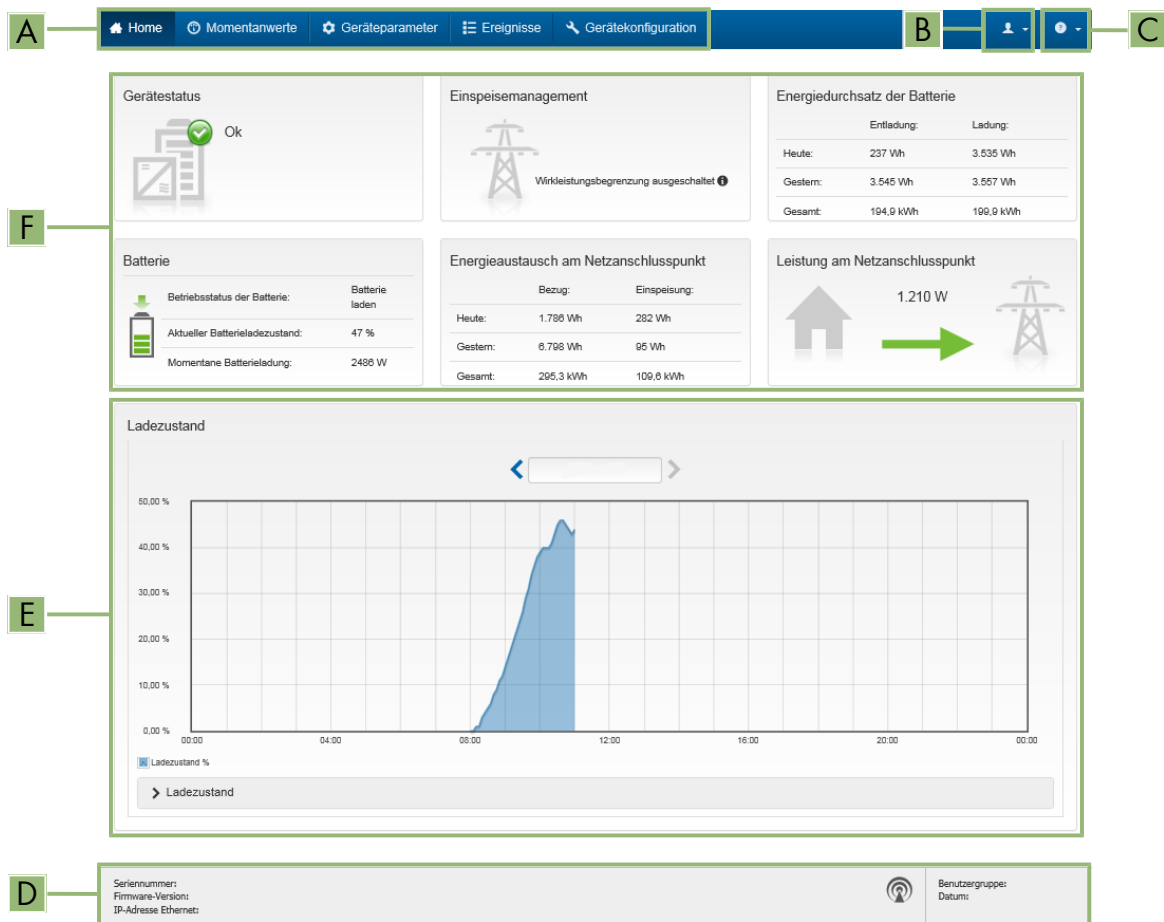 A
Home Momentanwerte Geräteparameter Ereignisse Gerätekonfiguration
B
C
F
Gerätestatus
Ok
Einspeisemanagement
Wirkleistungsbegrenzung ausgeschaltet
Energiedurchsatz der Batterie
Entladung: Ladung:
Heute: 237 Wh 3.535 Wh
Gestern: 3.545 Wh 3.557 Wh
Gesamt: 194,9 kWh 199,9 kWh
Batterie
Betriebsstatus der Batterie: Batterie
laden
Aktueller Batterieladezustand: 47 %
Momentane Batterieladung: 2486 W
Energieaustausch am Netzanschlusspunkt
Bezug: Einspeisung:
Heute: 1.786 Wh 282 Wh
Gestern: 6.798 Wh 95 Wh
Gesamt: 295,3 kWh 109,6 kWh
Leistung am Netzanschlusspunkt
1.210 W
E
Ladezustand
50,00 %
40,00 %
30,00 %
20,00 %
10,00 %
0,00 %
00:00 04:00 08:00 12:00 16:00 20:00 00:00
Ladezustand %
Ladezustand
D
Seriennummer:
Firmware-Version:
IP-Adresse Ethernet:
Benutzergruppe:
Datum: